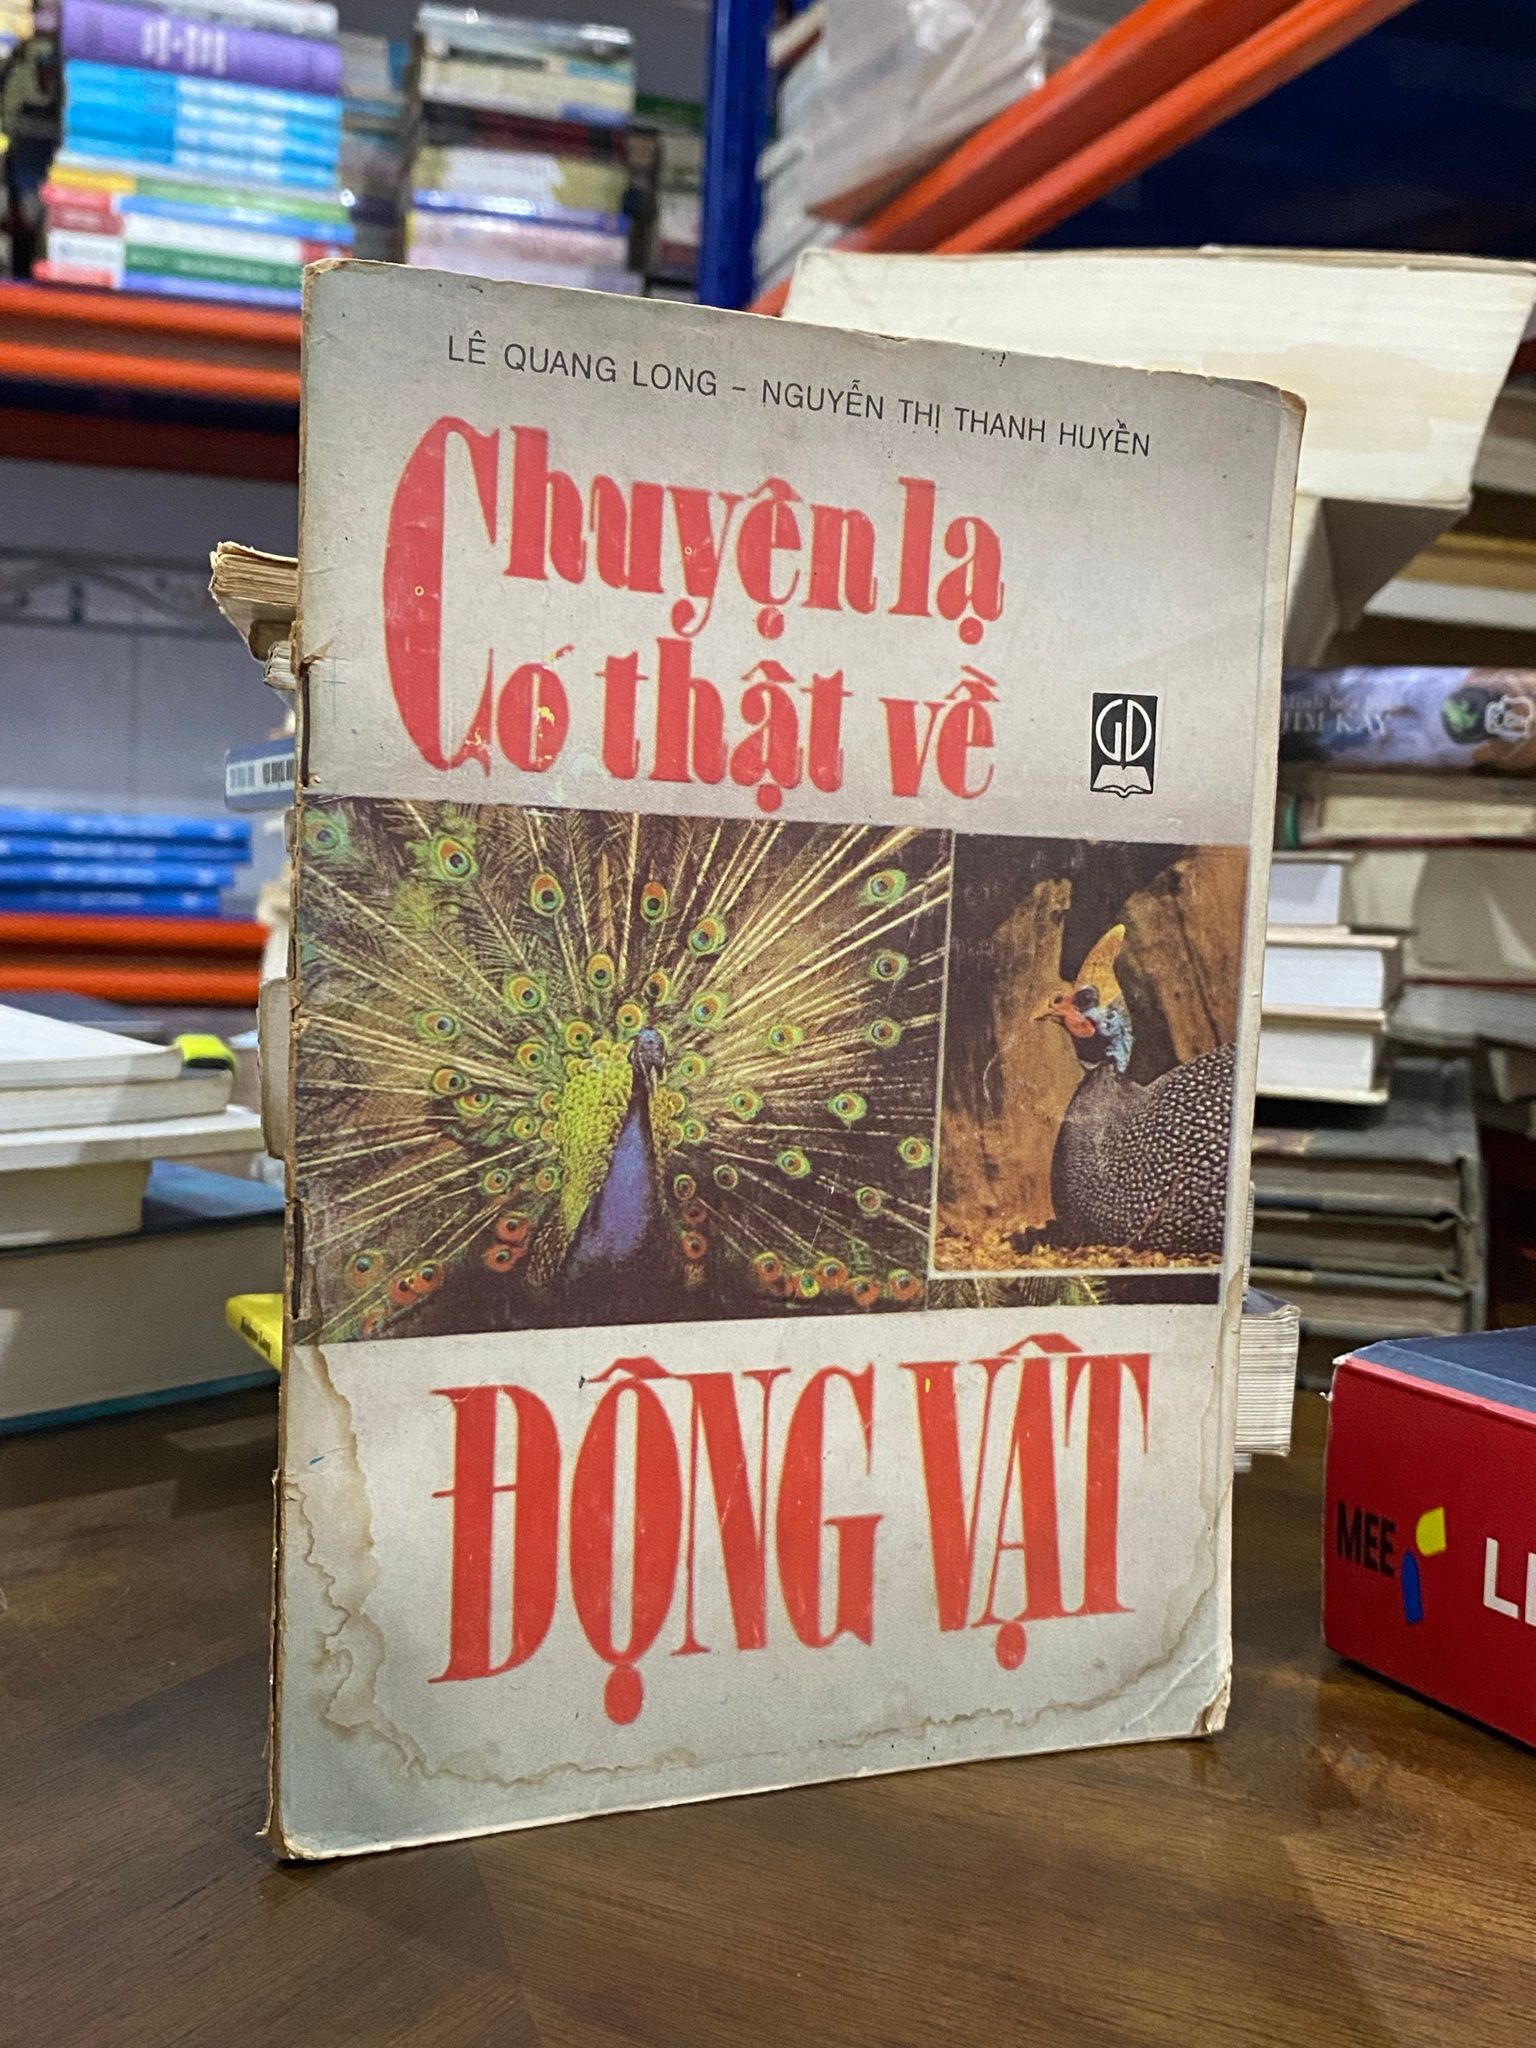 LÊ QUANG LONG – NGUYỄN THỊ THANH HUYỀN
Chuyện lạ
Có thật về
GD
ĐỘNG VẬT
MEE